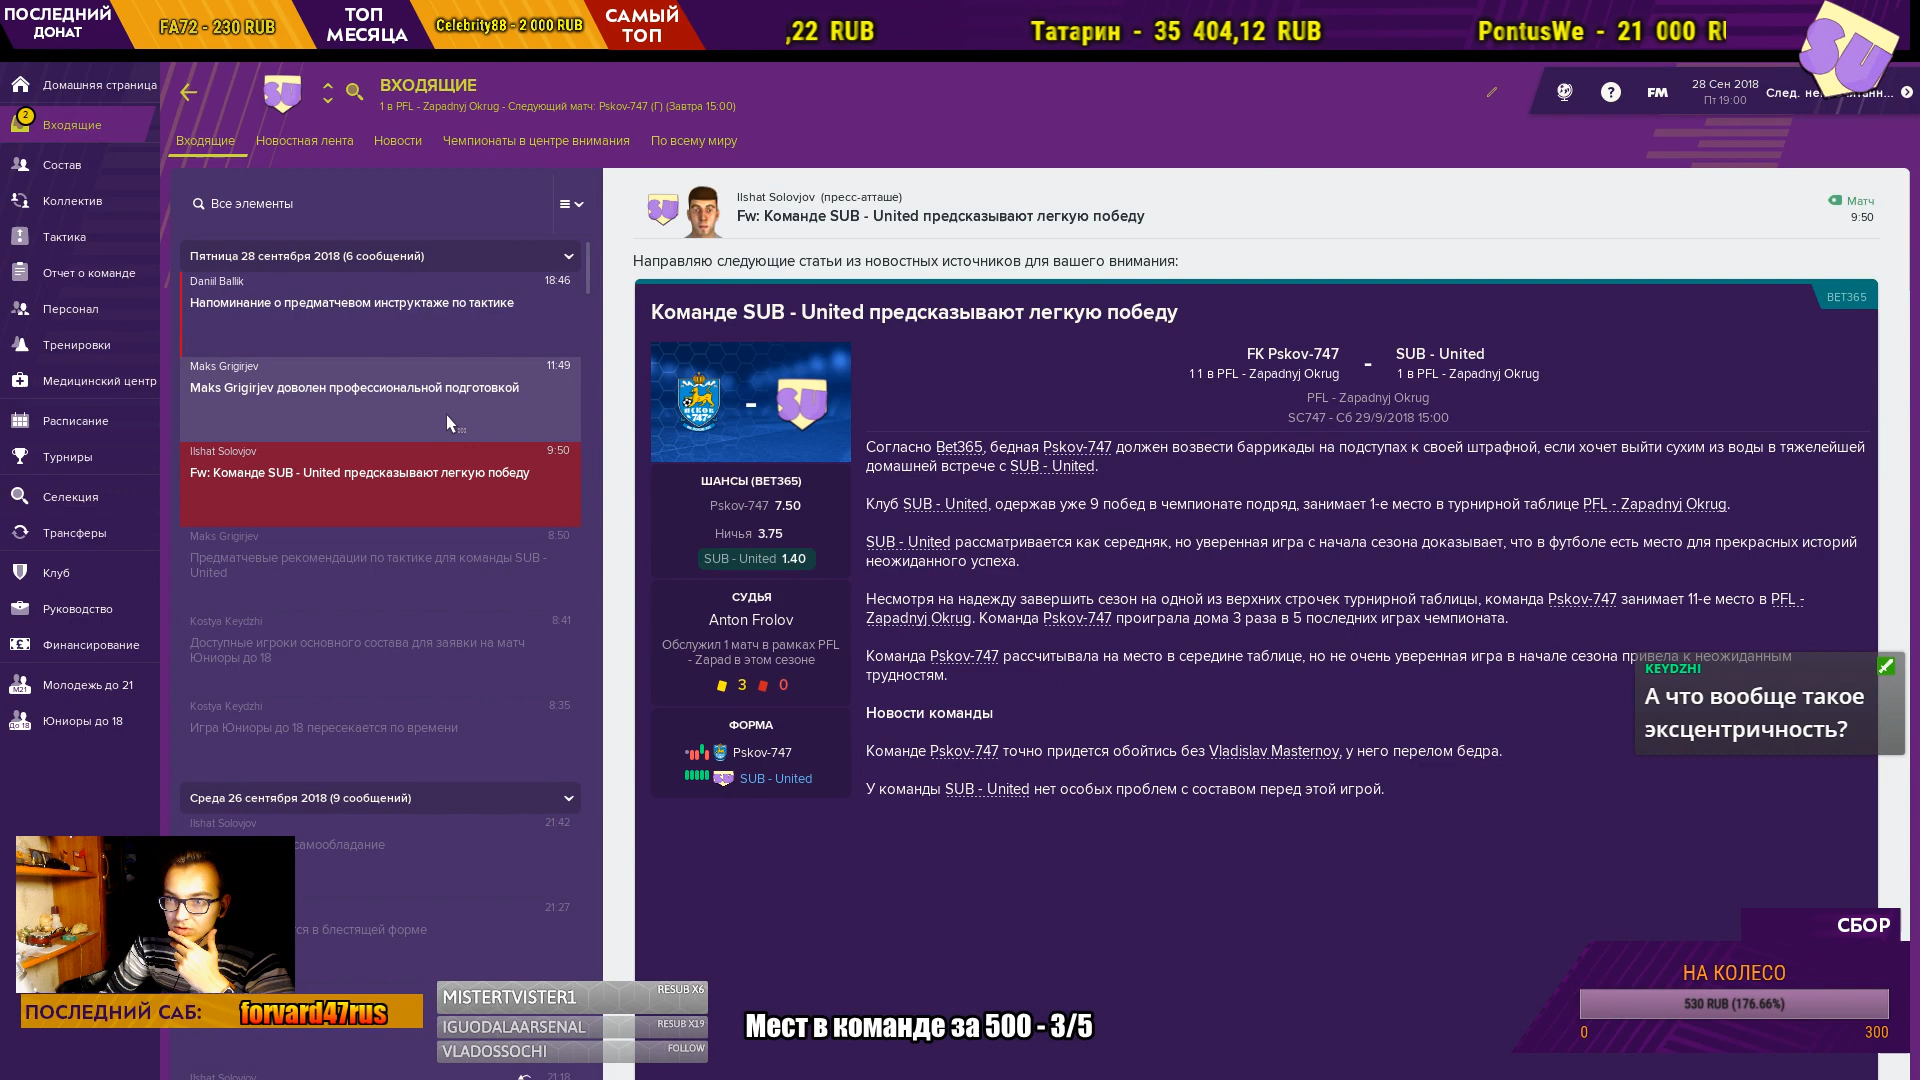 ПОСЛЕДНИЙ
ДОНАТ
FA72 - 230 RUB
ТОП
МЕСЯЦА
Celebrity88 - 2 000 RUB
САМЫЙ
ТОП
,22 RUB
Татарин - 35 404,12 RUB
PontusWe - 21 000
SU
Домашняя страница
2
Входящие
Состав
Коллектив
Тактика
Отчет о команде
Персонал
Тренировки
Медицинский центр
Расписание
Турниры
Селекция
Трансферы
Клуб
Руководство
Финансирование
Молодежь до 21
Юниоры до 18
ВХОДЯЩИЕ
1 в PFL - Zapadnyj Okrug - Следующий матч: Pskov-747 (Г) (Завтра 15:00)
FM
28 Сен 2018
Пт 19:00
След.
Входящие
Новостная лента
Новости
Чемпионаты в центре внимания
По всему миру
Все элементы
Пятница 28 сентября 2018 (6 сообщений)
Daniil Ballik
18:46
Напоминание о предматчевом инструктаже по тактике
Maks Grigirjev
11:49
Maks Grigirjev доволен профессиональной подготовкой
Ilshat Solovjov
9:50
Fw: Команде SUB - United предсказывают легкую победу
Maks Grigirjev
8:50
Предматчевые рекомендации по тактике для команды SUB -
United
Kostya Keydzhi
8:41
Доступные игроки основного состава для заявки на матч
Юниоры до 18
Kostya Keydzhi
8:35
Игра Юниоры до 18 пересекается по времени
Среда 26 сентября 2018 (9 сообщений)
Ilshat Solovjov
21:42
самообладание
21:27
в блестящей форме
Ilshat Solovjov
21:18
Ilshat Solovjov (пресс-атташе)
Fw: Команде SUB - United предсказывают легкую победу
Матч
9:50
Направляю следующие статьи из новостных источников для вашего внимания:
BET365
Команде SUB - United предсказывают легкую победу
FK Pskov-747 - SUB - United
11 в PFL - Zapadnyj Okrug
1 в PFL - Zapadnyj Okrug
PFL - Zapadnyj Okrug
SC747 - Сб 29/9/2018 15:00
ШАНСЫ (BET365)
Pskov-747 7.50
Ничья 3.75
SUB - United 1.40
СУДЬЯ
Anton Frolov
Обслужил 1 матч в рамках PFL
- Zapad в этом сезоне
3 0
ФОРМА
Pskov-747
SUB - United
Согласно Bet365, бедная Pskov-747 должен возвести баррикады на подступах к своей штрафной, если хочет выйти сухим из воды в тяжелейшей
домашней встрече с SUB - United.
Клуб SUB - United, одержав уже 9 побед в чемпионате подряд, занимает 1-е место в турнирной таблице PFL - Zapadnyj Okrug.
SUB - United рассматривается как середняк, но уверенная игра с начала сезона доказывает, что в футболе есть место для прекрасных историй
неожиданного успеха.
Несмотря на надежду завершить сезон на одной из верхних строчек турнирной таблицы, команда Pskov-747 занимает 11-е место в PFL -
Zapadnyj Okrug. Команда Pskov-747 проиграла дома 3 раза в 5 последних играх чемпионата.
Команда Pskov-747 рассчитывала на место в середине таблице, но не очень уверенная игра в начале сезона привела к неожиданным
трудностям.
Новости команды
Команде Pskov-747 точно придется обойтись без Vladislav Masternoy, у него перелом бедра.
У команды SUB - United нет особых проблем с составом перед этой игрой.
KEYDZHI
А что вообще такое
эксцентричность?
ПОСЛЕДНИЙ САБ: forvard47rus
MISTERTVISTER1 RESUB X6
IGUODALAARSENAL RESUB X19
VLADOSSOCHI FOLLOW
Мест в команде за 500 - 3/5
СБОР
НА КОЛЕСО
530 RUB (176.66%)
0 300